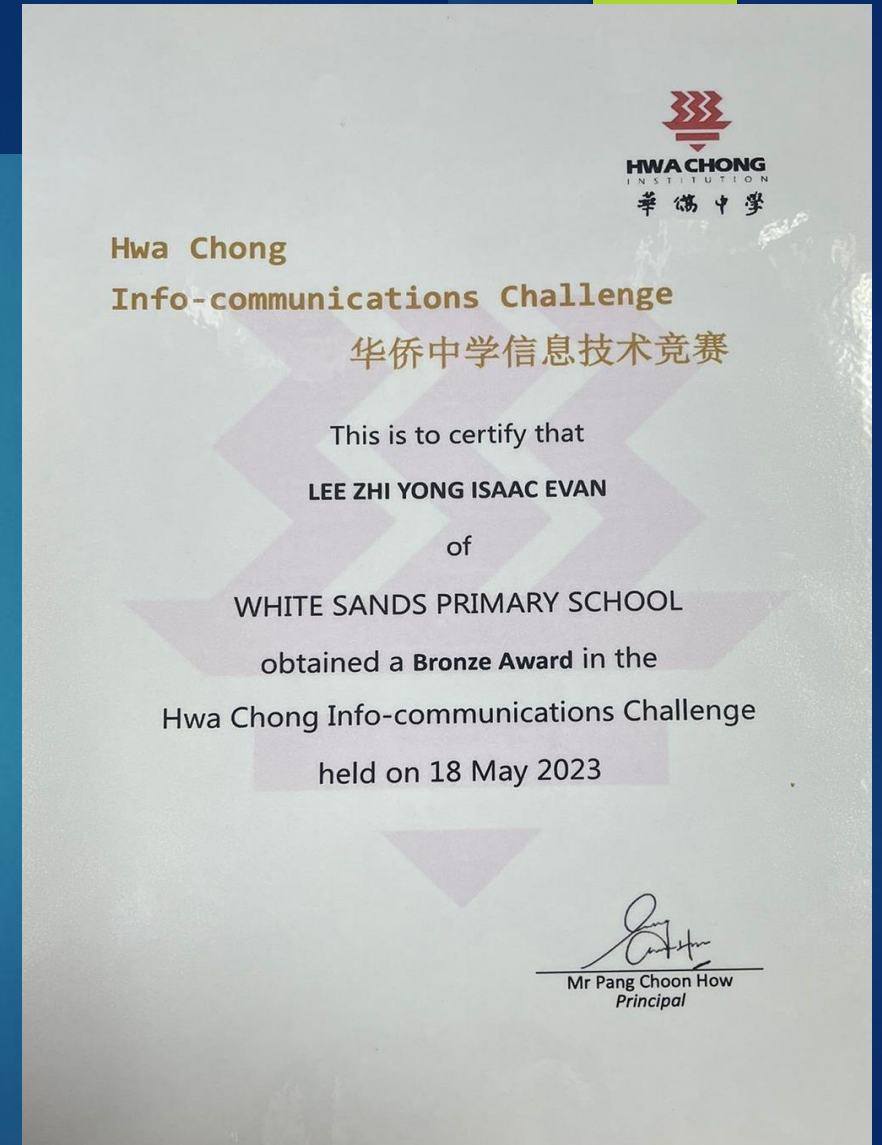 HWA CHONG
INSTITUTION
華僑中學
Hwa Chong
Info-communications Challenge
华侨中学信息技术竞赛
This is to certify that
LEE ZHI YONG ISAAC EVAN
of
WHITE SANDS PRIMARY SCHOOL
obtained a Bronze Award in the
Hwa Chong Info-communications Challenge
held on 18 May 2023
Mr Pang Choon How
Principal